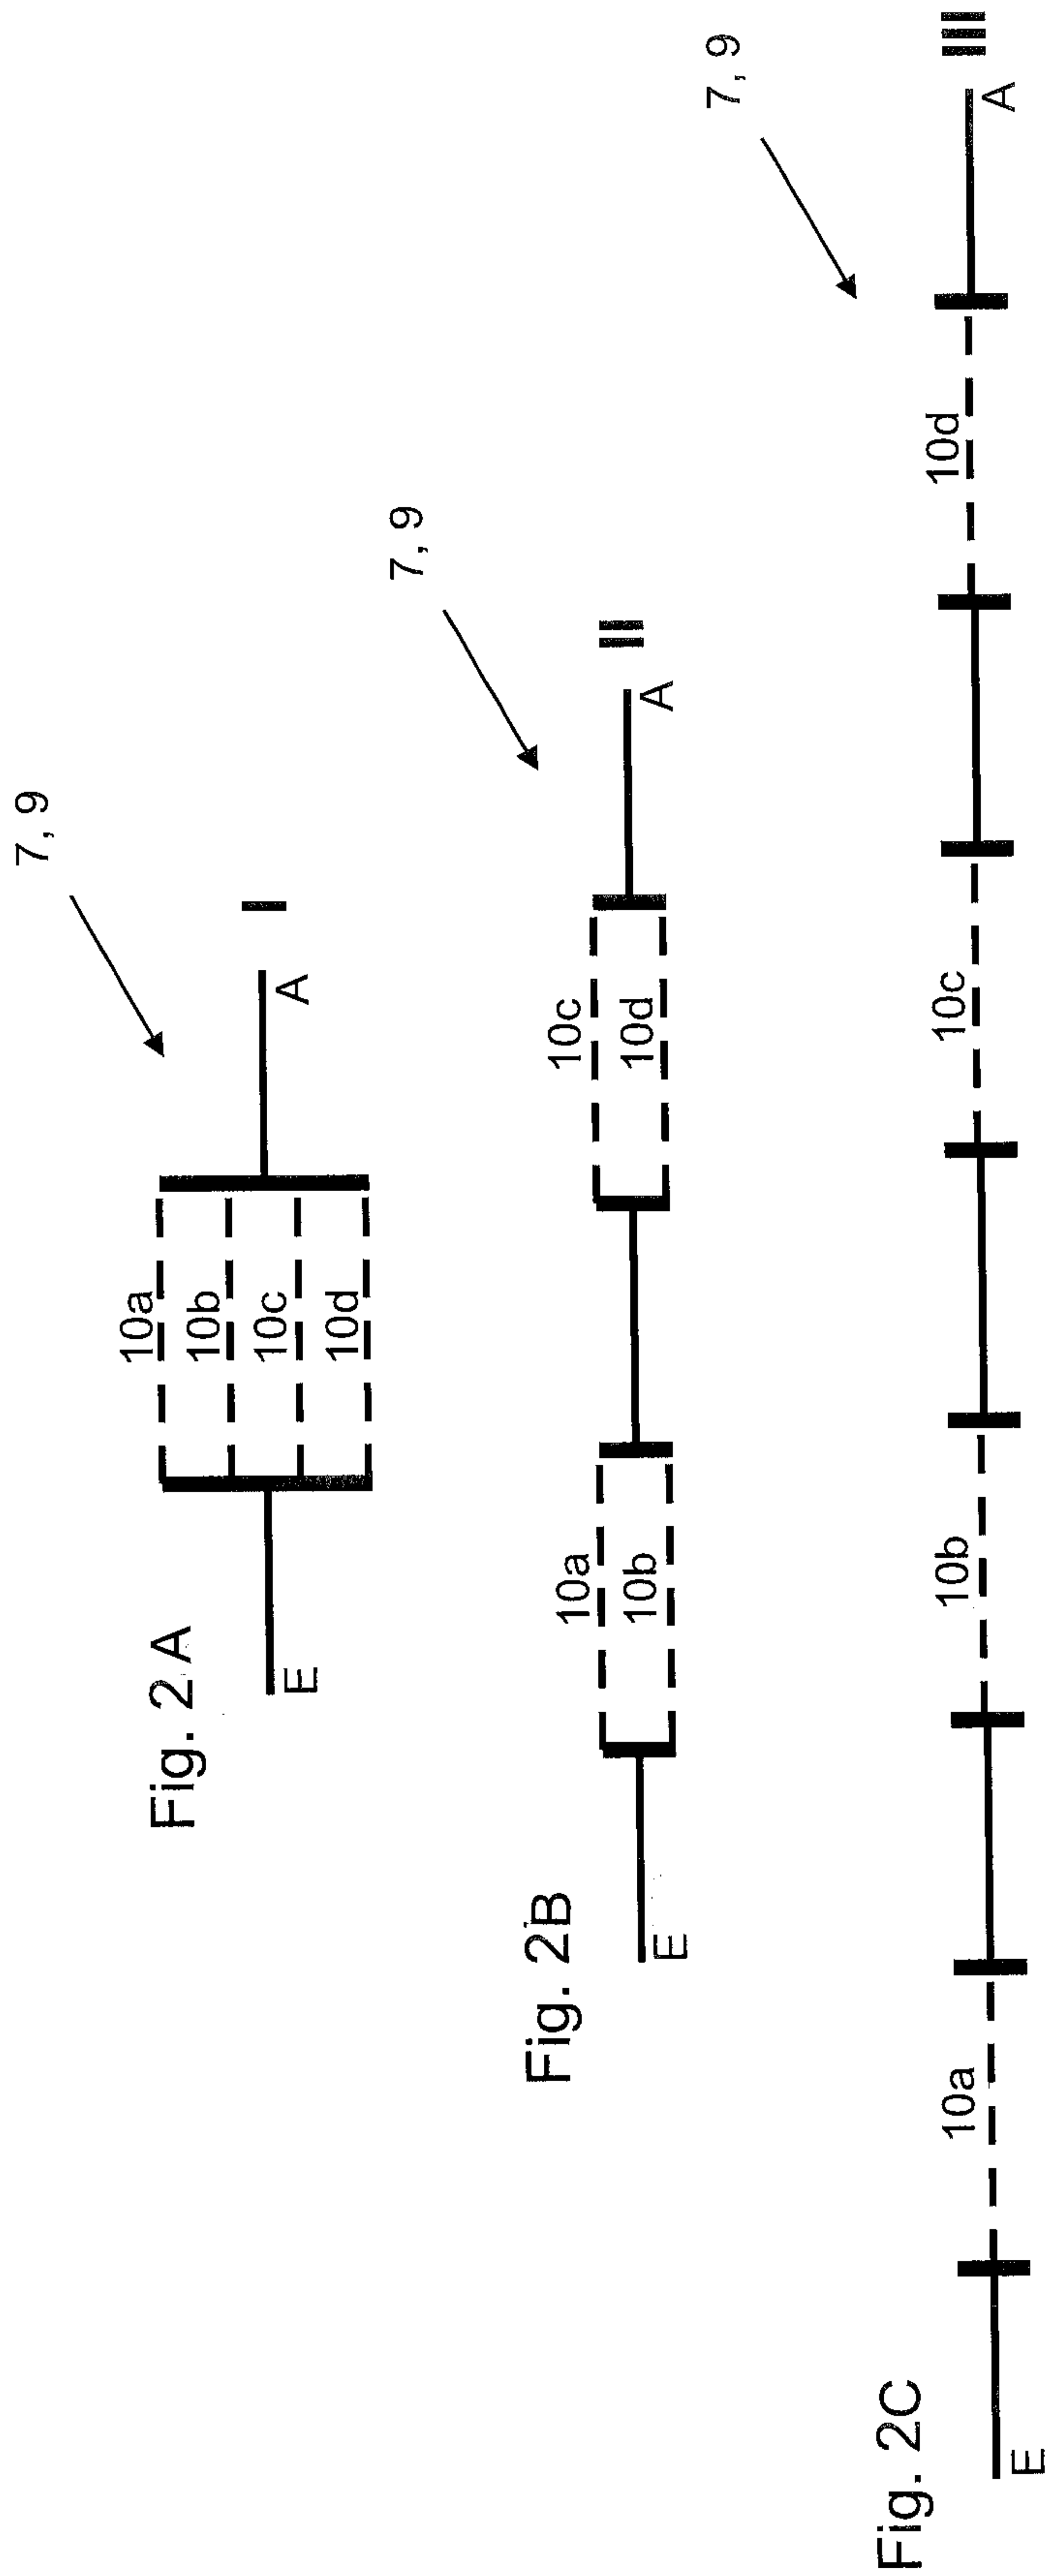 7, 9
Fig. 2 A
10a
10b
10c
10d
E
A
I
7, 9
Fig. 2B
10a
10b
10c
10d
E
A
II
7, 9
Fig. 2C
10a
10b
10c
10d
E
A
III